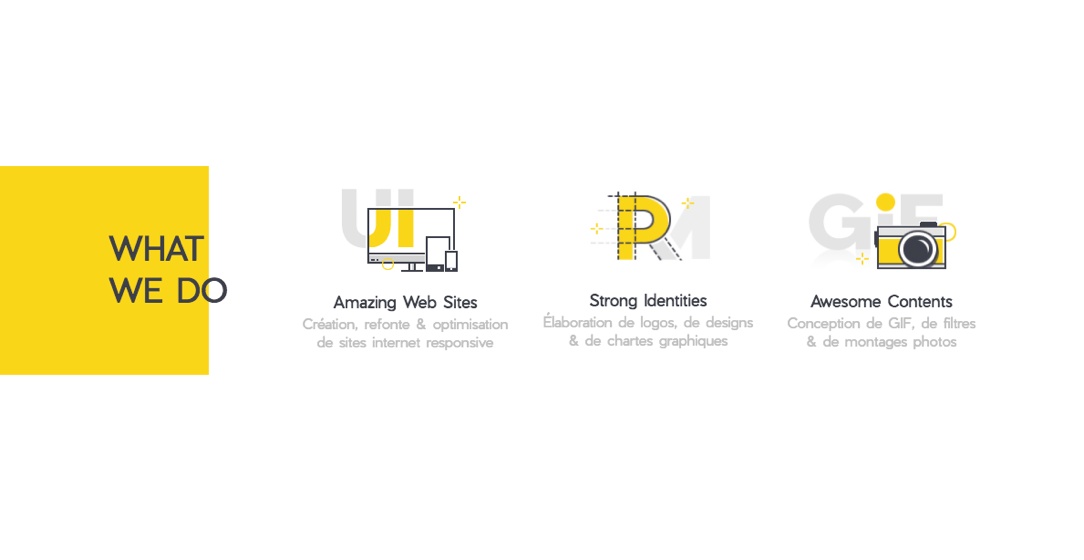 WHAT
WE DO
UI
Amazing Web Sites
Création, refonte & optimisation
de sites internet responsive
RM
Strong Identities
Élaboration de logos, de designs
& de chartes graphiques
GiF
Awesome Contents
Conception de GIF, de filtres
& de montages photos